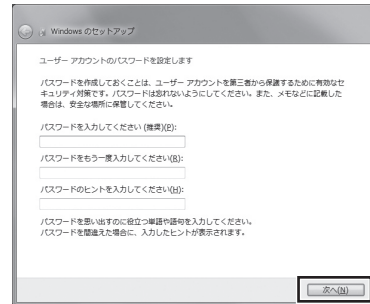 Windows のセットアップ
ユーザー アカウントのパスワードを設定します
パスワードを作成しておくことは、ユーザー アカウントを第三者から保護するために有効なセ
キュリティ対策です。パスワードは忘れないようにしてください。また、メモなどに記載した
場合は、安全な場所に保管してください。
パスワードを入力してください (推奨)(P):
パスワードをもう一度入力してください(R):
パスワードのヒントを入力してください(H):
パスワードを思い出すのに役立つ単語や語句を入力してください。
パスワードを間違えた場合に、入力したヒントが表示されます。
次へ(N)